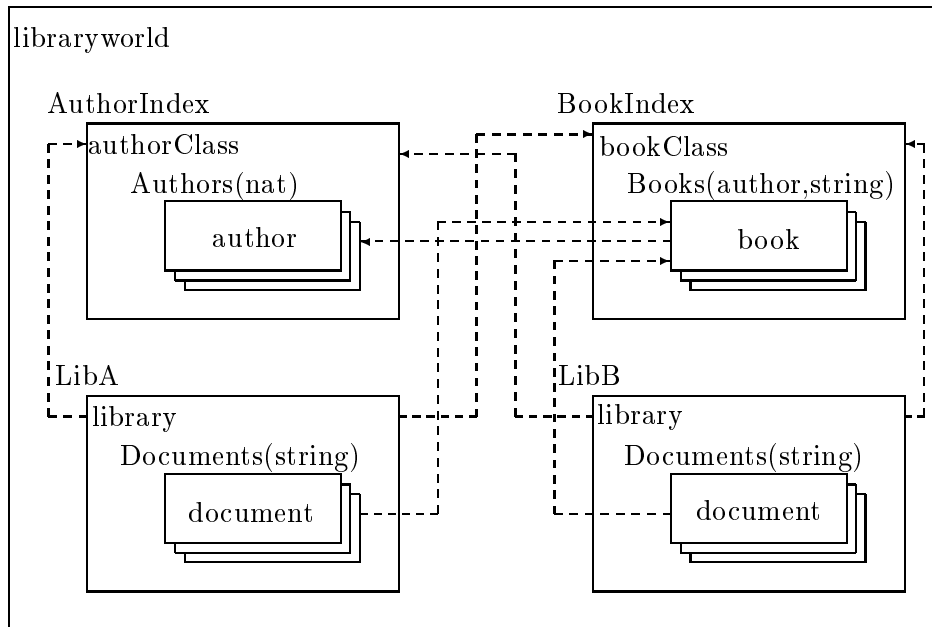 libraryworld
AuthorIndex
authorClass
Authors(nat)
author
BookIndex
bookClass
Books(author,string)
book
LibA
library
Documents(string)
document
LibB
library
Documents(string)
document